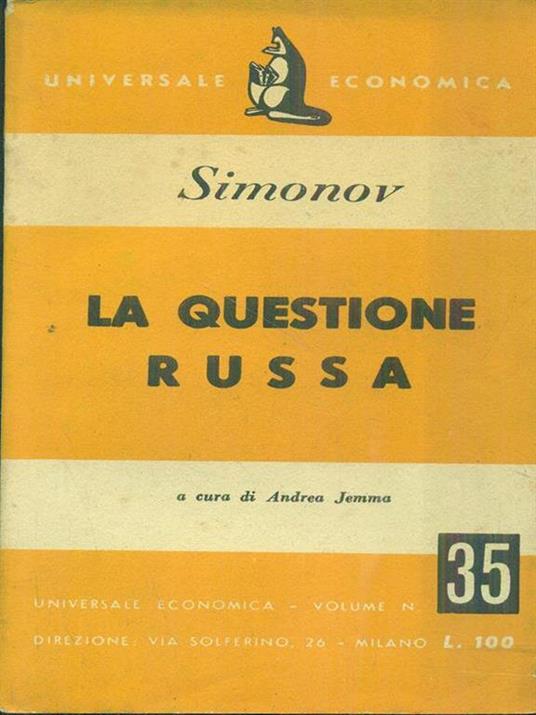 UNIVERSALE ECONOMICA
Simonov
LA QUESTIONE
RUSSA
a cura di Andrea Jemma
35
UNIVERSALE ECONOMICA - VOLUME N.
DIREZIONE: VIA SOLFERINO, 26 - MILANO L. 100